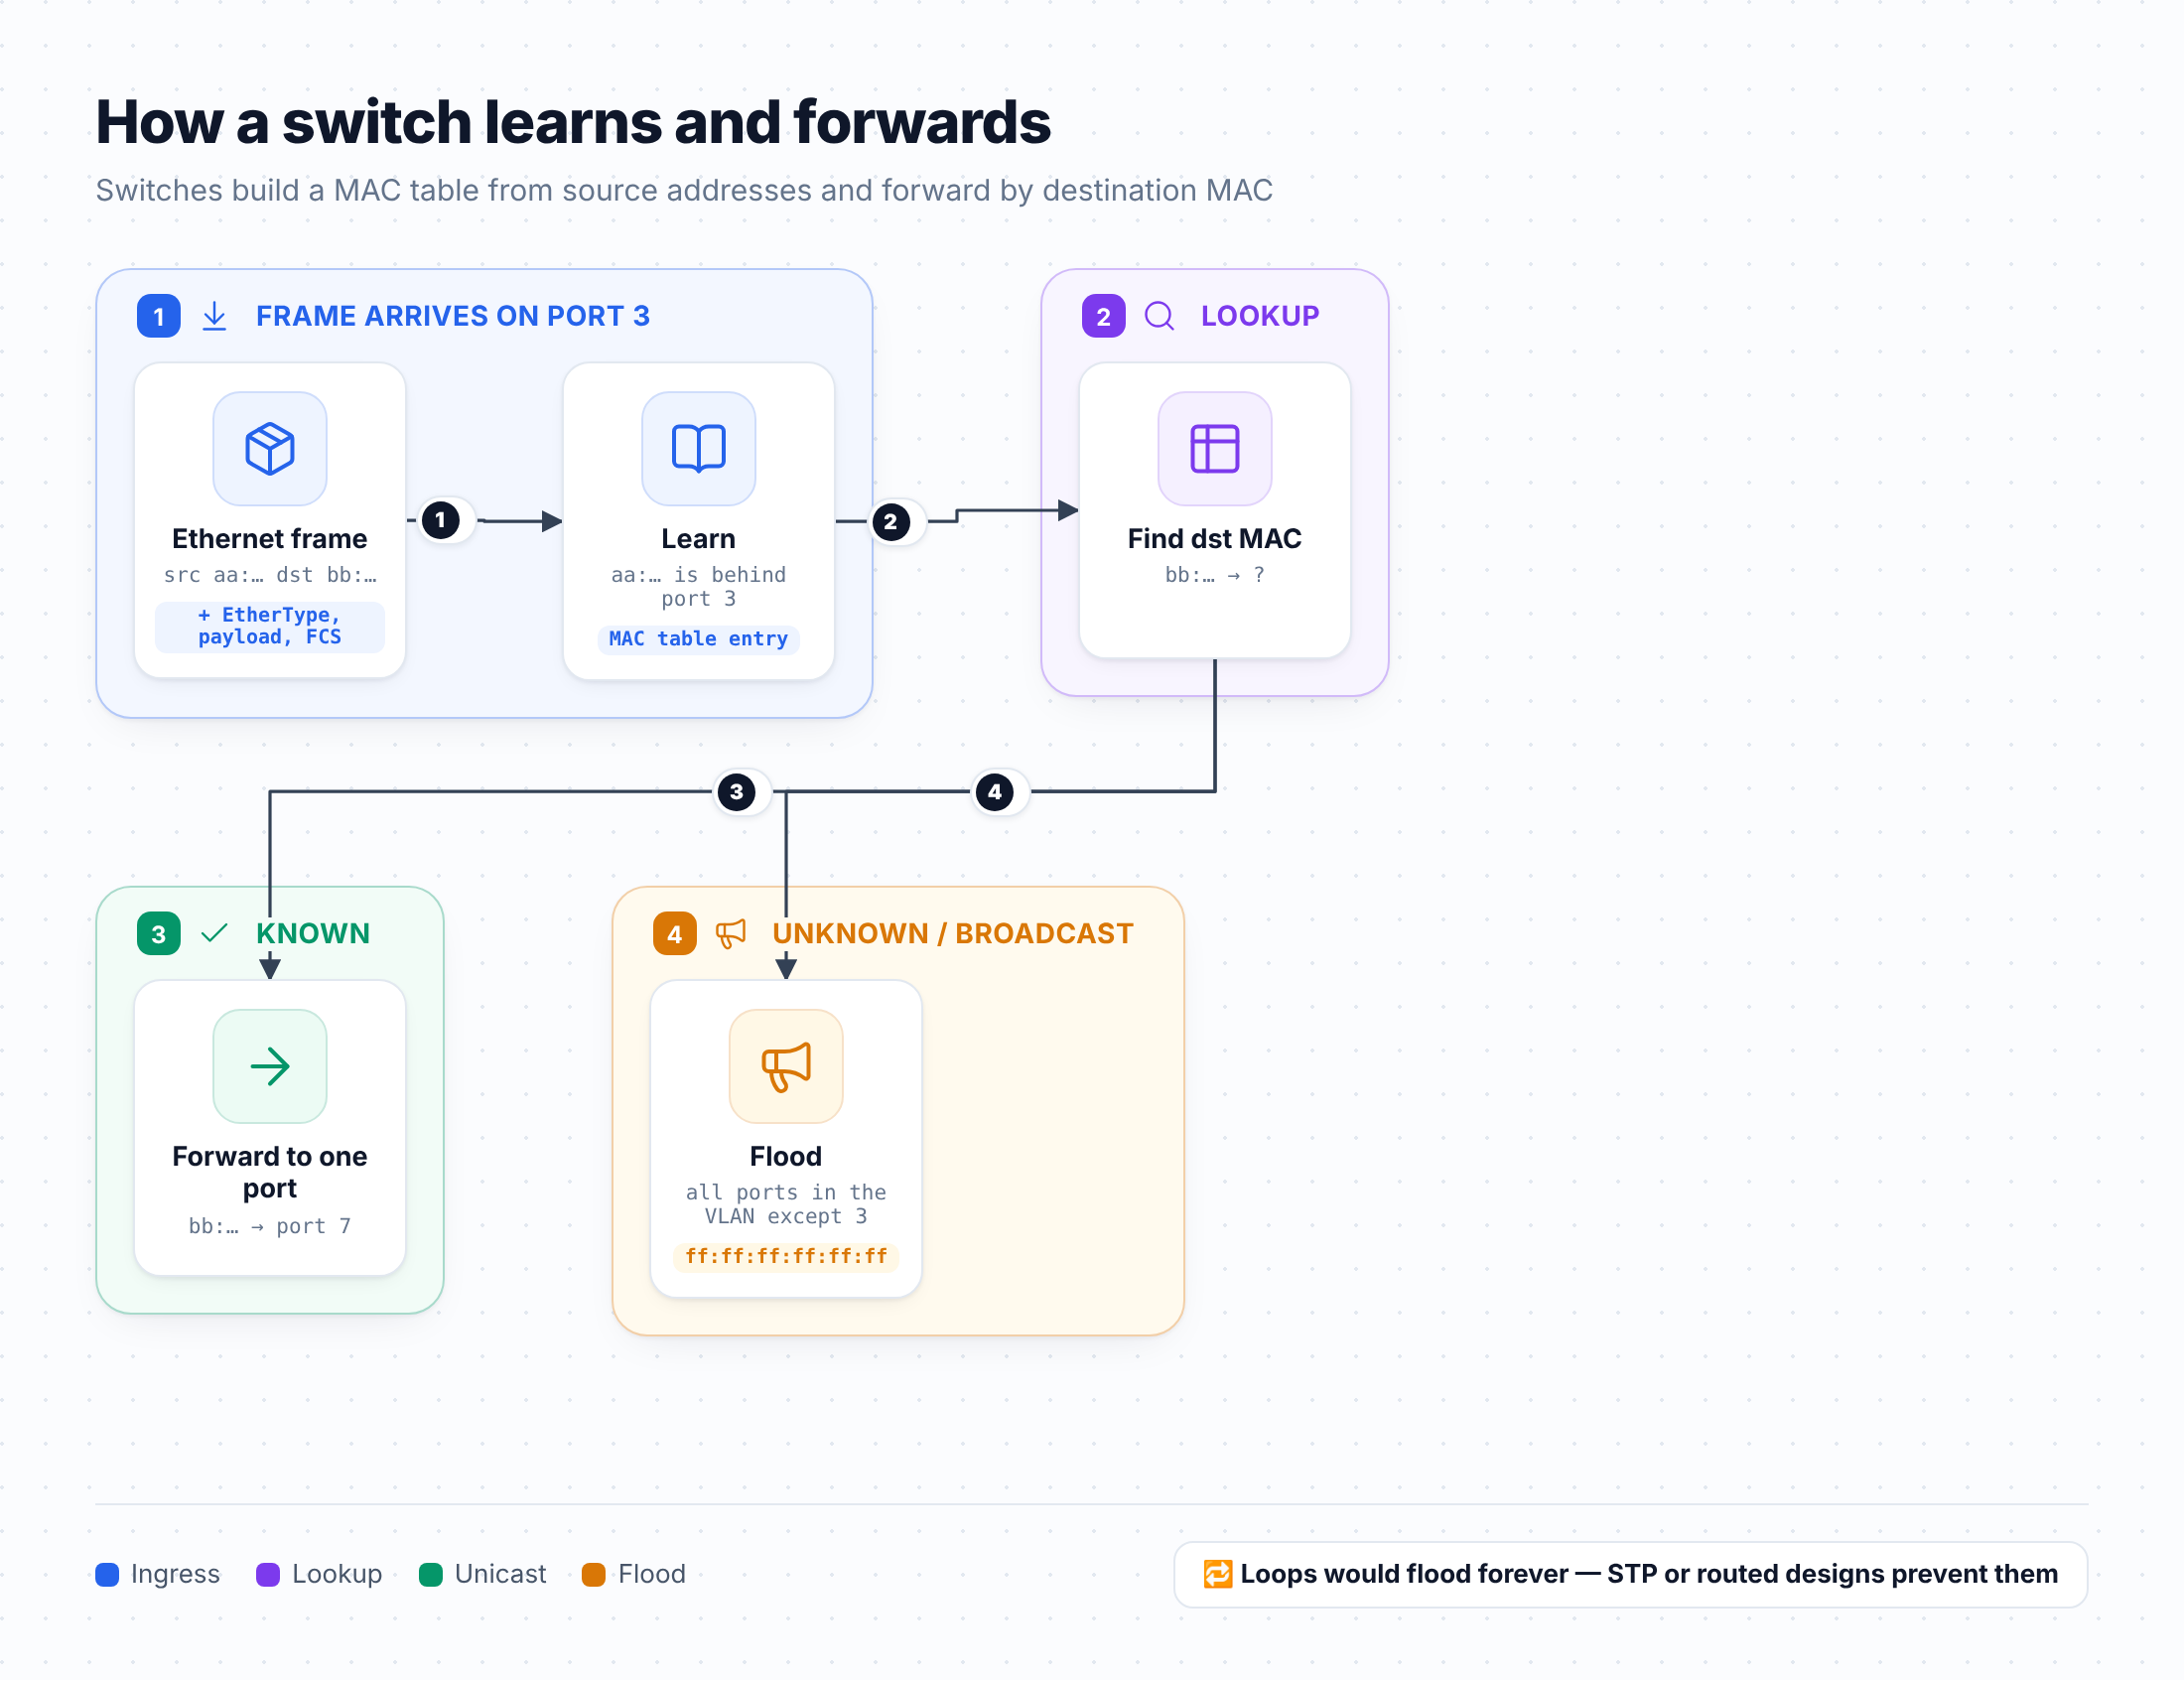 How a switch learns and forwards
Switches build a MAC table from source addresses and forward by destination MAC
1 FRAME ARRIVES ON PORT 3
Ethernet frame
src aa:… dst bb:…
+ EtherType,
payload, FCS
1
Learn
aa:… is behind
port 3
MAC table entry
2
2 LOOKUP
Find dst MAC
bb:… → ?
3
4
3 KNOWN
Forward to one
port
bb:… → port 7
4 UNKNOWN / BROADCAST
Flood
all ports in the
VLAN except 3
ff:ff:ff:ff:ff:ff
Ingress
Lookup
Unicast
Flood
🔁 Loops would flood forever — STP or routed designs prevent them